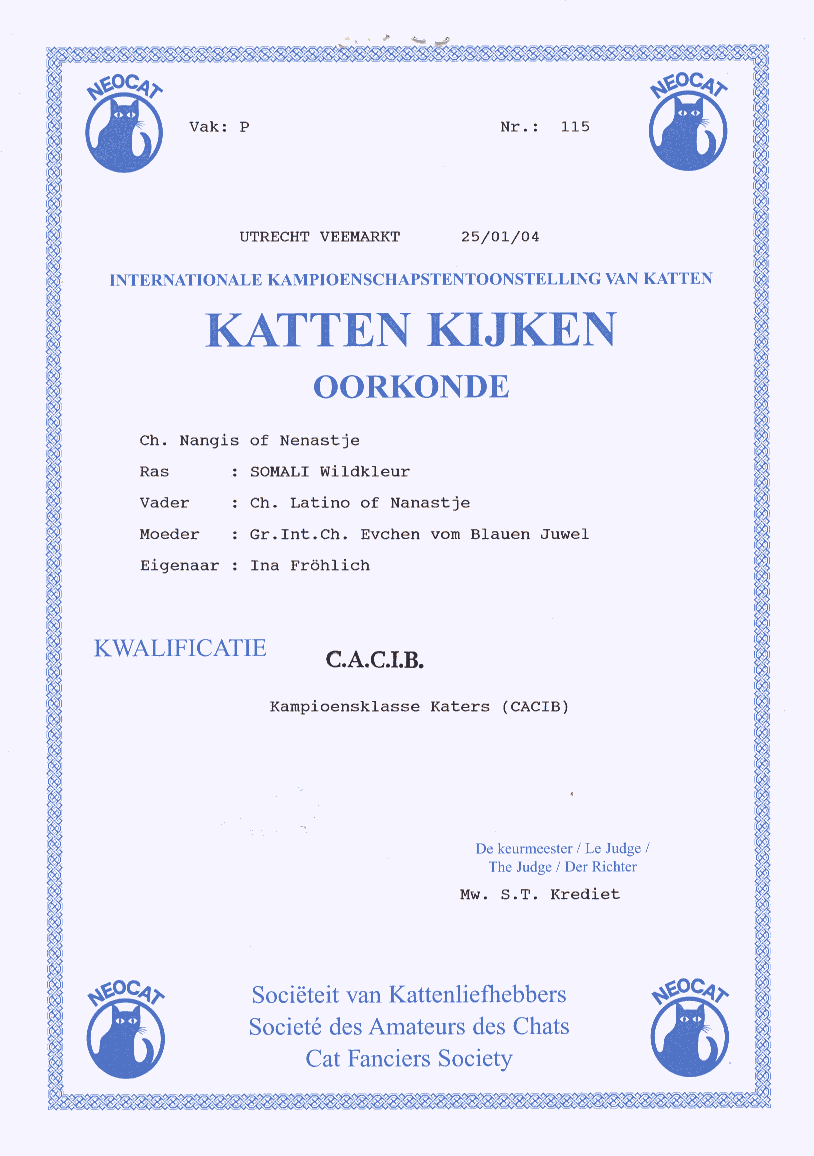 NEOCAT
NEOCAT
Vak: P Nr.: 115
UTRECHT VEEMARKT 25/01/04
INTERNATIONALE KAMPIOENSCHAPSTENTOONSTELLING VAN KATTEN
KATTEN KIJKEN
OORKONDE
Ch. Nangis of Nenastje
Ras : SOMALI Wildkleur
Vader : Ch. Latino of Nanastje
Moeder : Gr.Int.Ch. Evchen vom Blauen Juwel
Eigenaar : Ina Fröhlich
KWALIFICATIE C.A.C.I.B.
Kampioensklasse Katers (CACIB)
De keurmeester / Le Judge /
The Judge / Der Richter
Mw. S.T. Krediet
NEOCAT
NEOCAT
Sociëteit van Kattenliefhebbers
Societé des Amateurs des Chats
Cat Fanciers Society